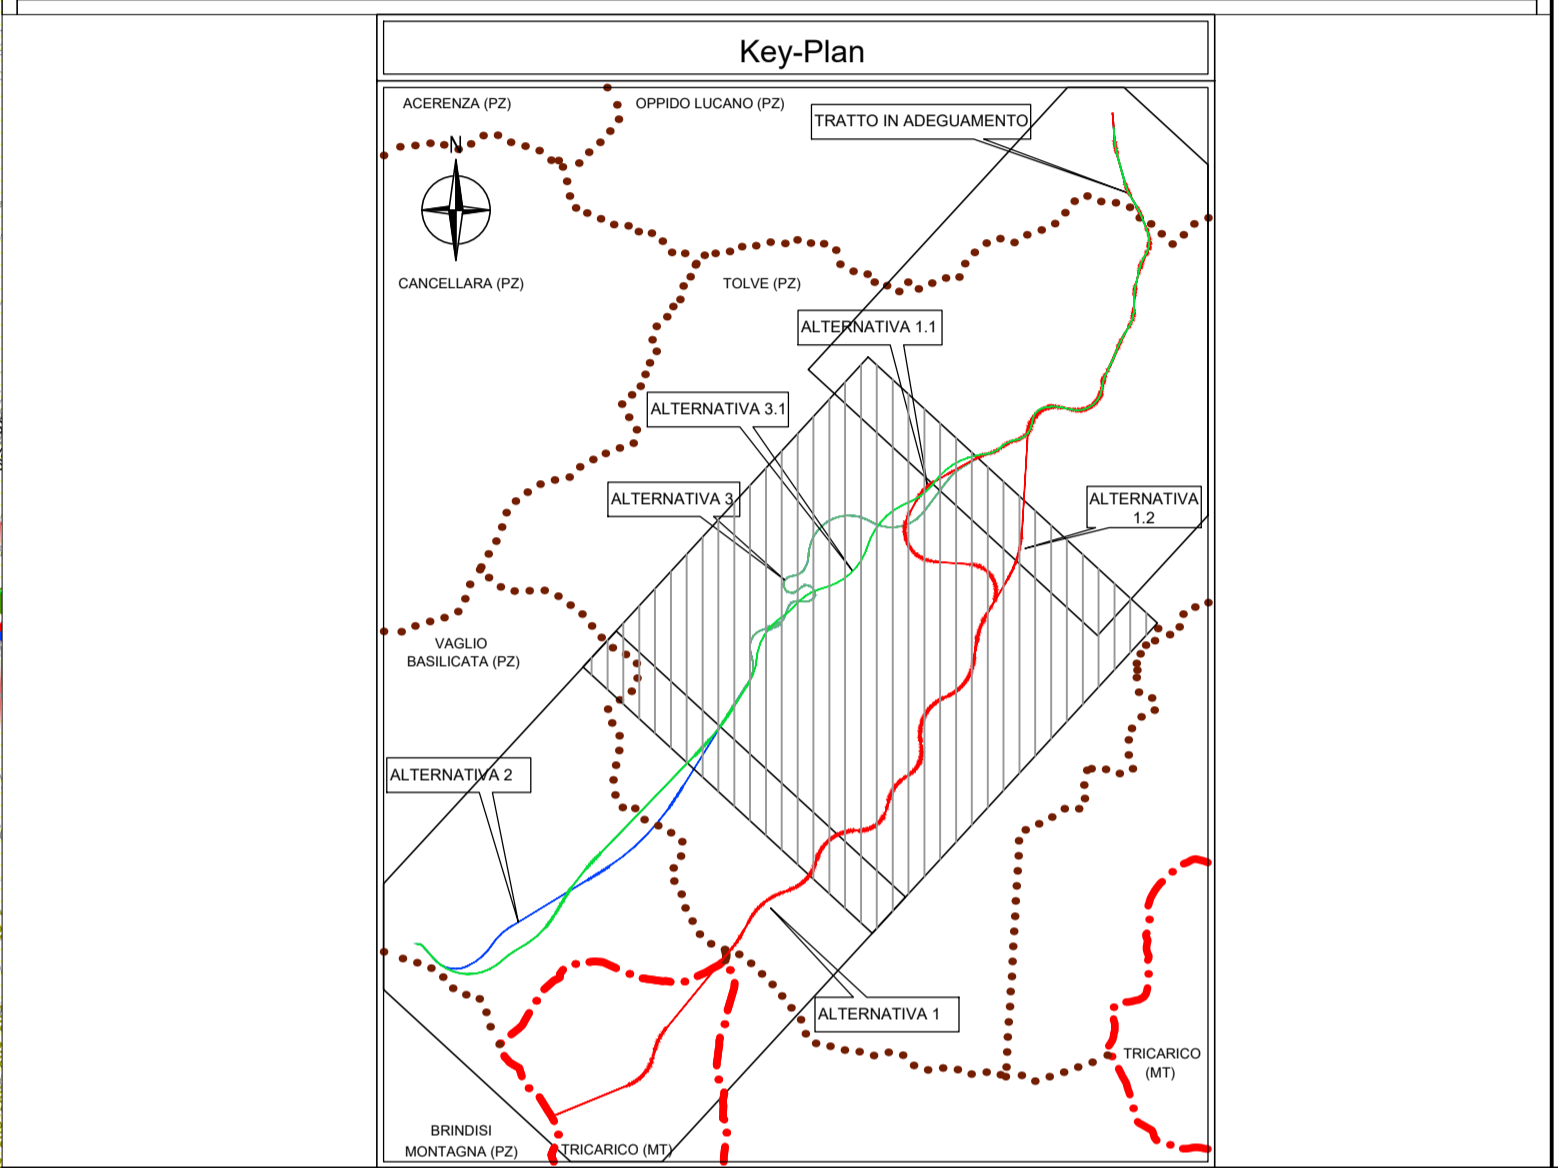 Key-Plan
ACERENZA (PZ)
OPPIDO LUCANO (PZ)
TRATTO IN ADEGUAMENTO
N
CANCELLARA (PZ)
TOLVE (PZ)
ALTERNATIVA 1.1
ALTERNATIVA 3.1
ALTERNATIVA 3
ALTERNATIVA
1.2
VAGLIO
BASILICATA (PZ)
ALTERNATIVA 2
ALTERNATIVA 1
TRICARICO
(MT)
BRINDISI
MONTAGNA (PZ)
TRICARICO (MT)